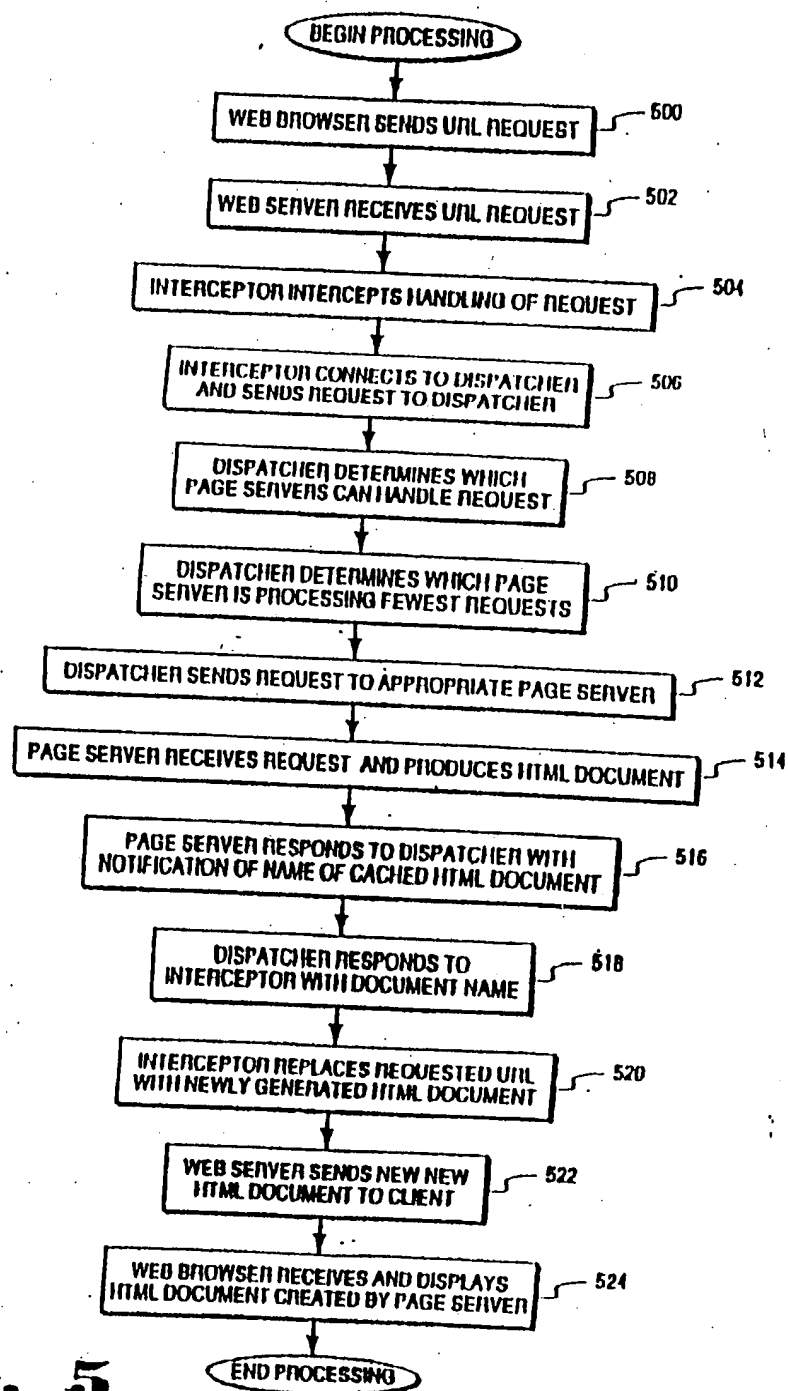 BEGIN PROCESSING
WEB BROWSER SENDS URL REQUEST
500
WEB SERVER RECEIVES URL REQUEST
502
INTERCEPTOR INTERCEPTS HANDLING OF REQUEST
504
INTERCEPTOR CONNECTS TO DISPATCHER
AND SENDS REQUEST TO DISPATCHER
506
DISPATCHER DETERMINES WHICH
PAGE SERVERS CAN HANDLE REQUEST
508
DISPATCHER DETERMINES WHICH PAGE
SERVER IS PROCESSING FEWEST REQUESTS
510
DISPATCHER SENDS REQUEST TO APPROPRIATE PAGE SERVER
512
PAGE SERVER RECEIVES REQUEST AND PRODUCES HTML DOCUMENT
514
PAGE SERVER RESPONDS TO DISPATCHER WITH
NOTIFICATION OF NAME OF CACHED HTML DOCUMENT
516
DISPATCHER RESPONDS TO
INTERCEPTOR WITH DOCUMENT NAME
518
INTERCEPTOR REPLACES REQUESTED URL
WITH NEWLY GENERATED HTML DOCUMENT
520
WEB SERVER SENDS NEW NEW
HTML DOCUMENT TO CLIENT
522
WEB BROWSER RECEIVES AND DISPLAYS
HTML DOCUMENT CREATED BY PAGE SERVER
524
END PROCESSING
5